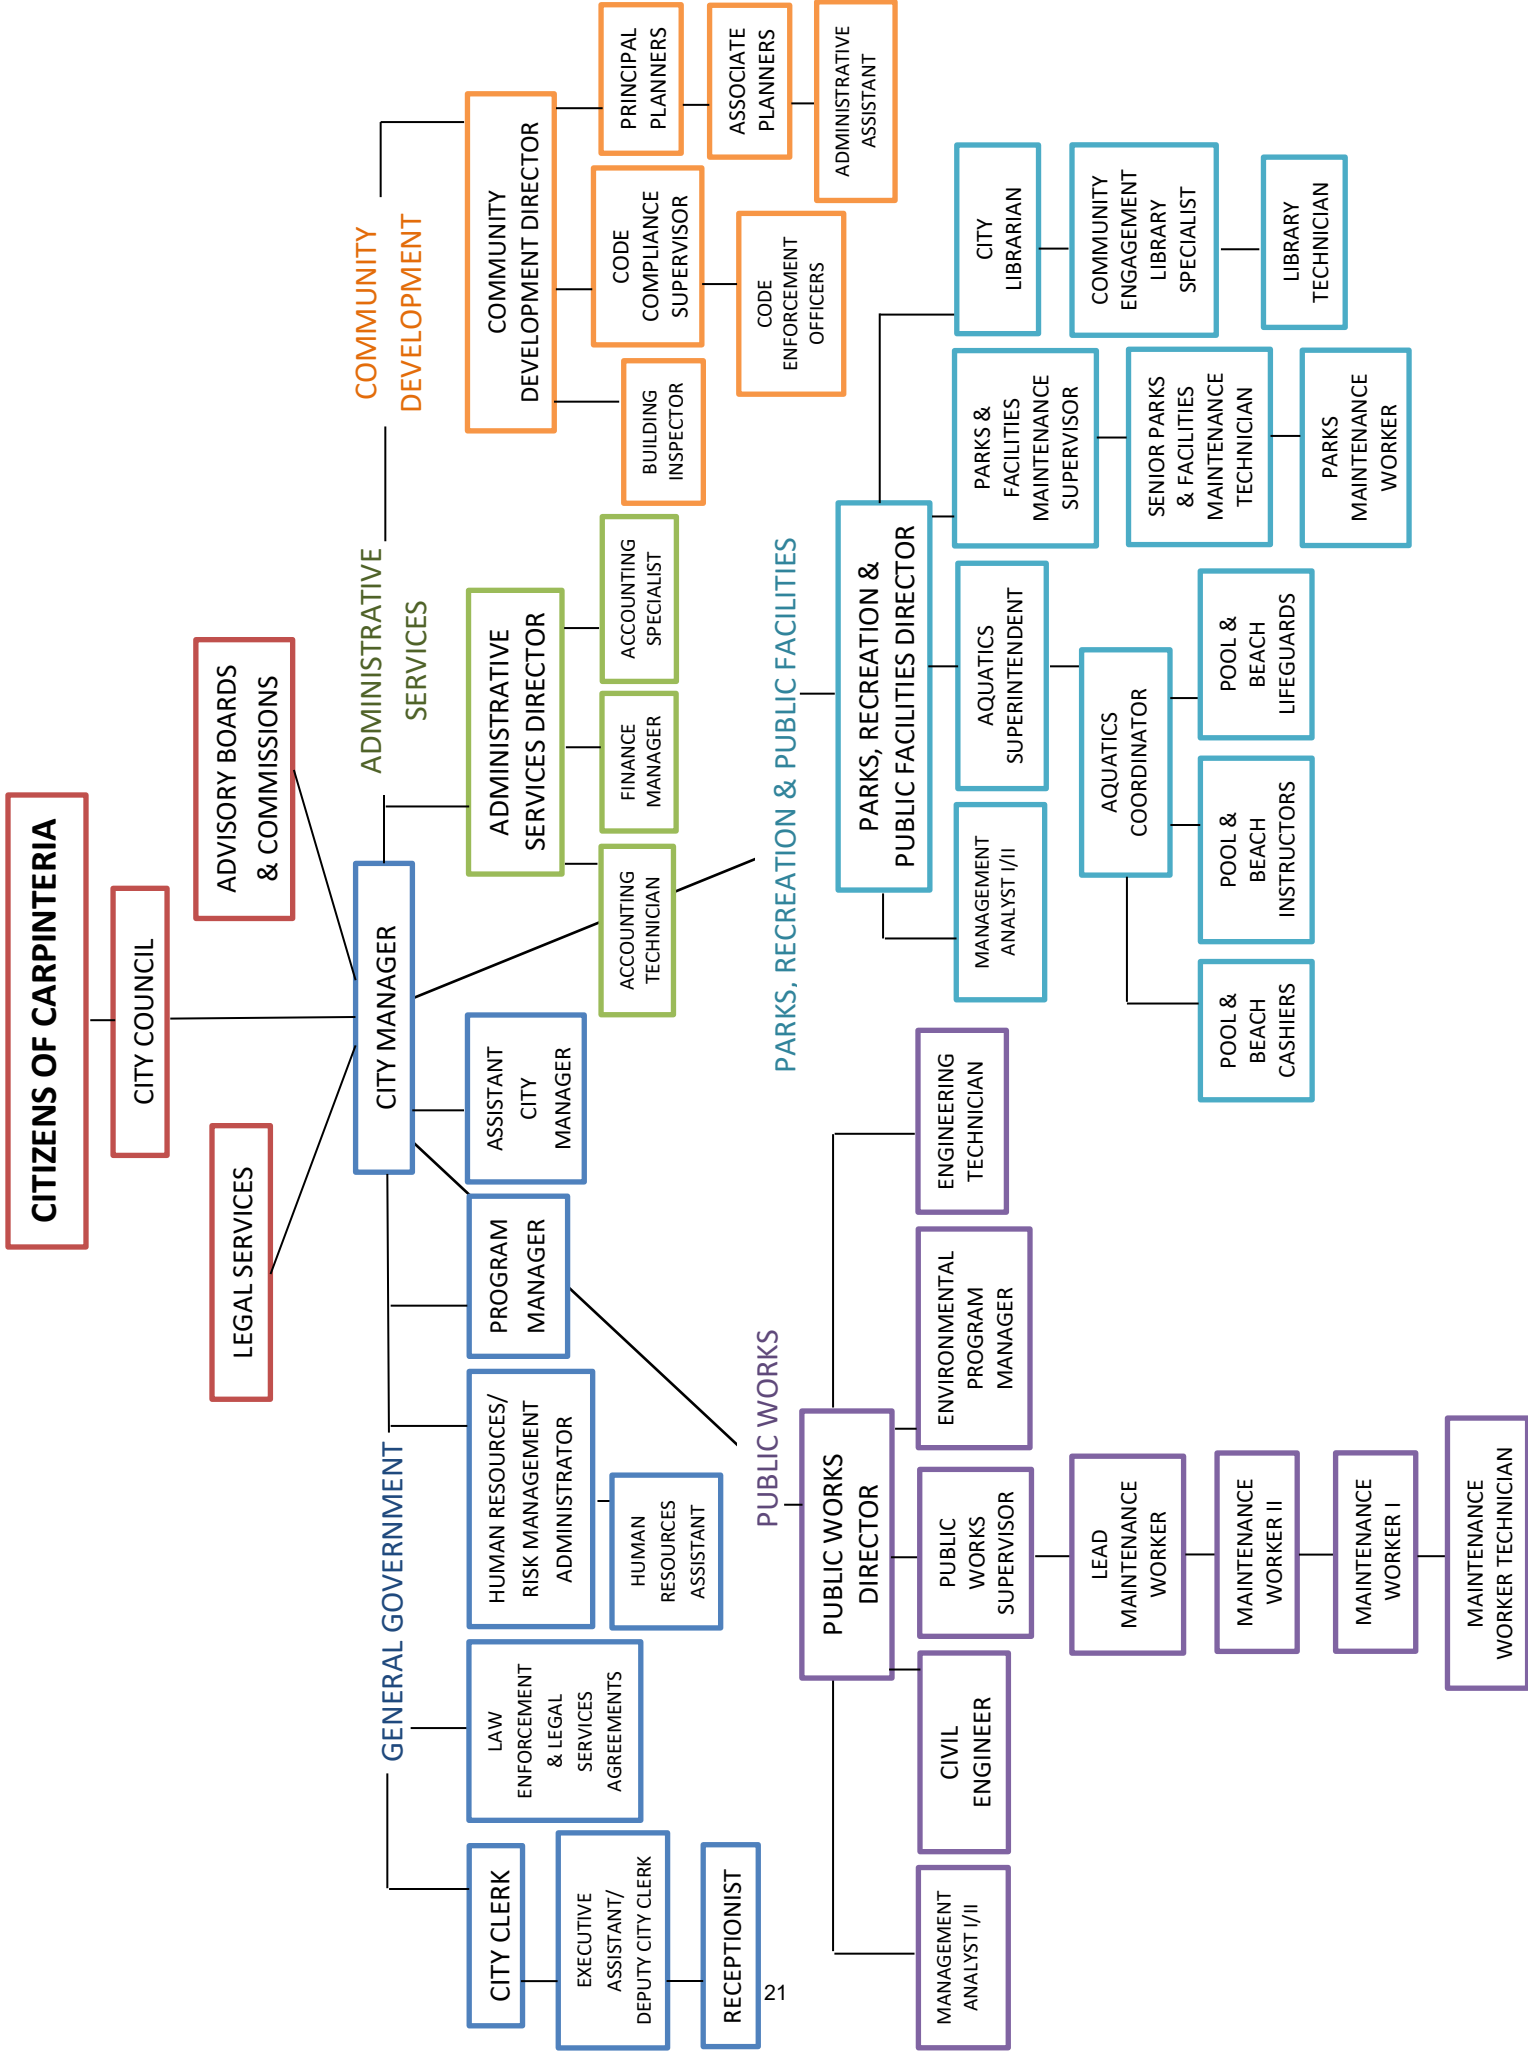 CITIZENS OF CARPINTERIA
CITY COUNCIL
LEGAL SERVICES
ADVISORY BOARDS
& COMMISSIONS
CITY MANAGER
GENERAL GOVERNMENT
ADMINISTRATIVE
SERVICES
COMMUNITY
DEVELOPMENT
CITY CLERK
EXECUTIVE
ASSISTANT/
DEPUTY CITY CLERK
RECEPTIONIST
LAW
ENFORCEMENT
& LEGAL
SERVICES
AGREEMENTS
HUMAN RESOURCES/
RISK MANAGEMENT
ADMINISTRATOR
HUMAN
RESOURCES
ASSISTANT
PROGRAM
MANAGER
ASSISTANT
CITY
MANAGER
ADMINISTRATIVE
SERVICES DIRECTOR
ACCOUNTING
TECHNICIAN
FINANCE
MANAGER
ACCOUNTING
SPECIALIST
COMMUNITY
DEVELOPMENT DIRECTOR
BUILDING
INSPECTOR
CODE
COMPLIANCE
SUPERVISOR
CODE
ENFORCEMENT
OFFICERS
PRINCIPAL
PLANNERS
ASSOCIATE
PLANNERS
ADMINISTRATIVE
ASSISTANT
PUBLIC WORKS
PUBLIC WORKS
DIRECTOR
MANAGEMENT
ANALYST I/II
CIVIL
ENGINEER
PUBLIC
WORKS
SUPERVISOR
LEAD
MAINTENANCE
WORKER
MAINTENANCE
WORKER II
MAINTENANCE
WORKER I
MAINTENANCE
WORKER TECHNICIAN
ENVIRONMENTAL
PROGRAM
MANAGER
ENGINEERING
TECHNICIAN
PARKS, RECREATION & PUBLIC FACILITIES
PARKS, RECREATION &
PUBLIC FACILITIES DIRECTOR
MANAGEMENT
ANALYST I/II
AQUATICS
SUPERINTENDENT
AQUATICS
COORDINATOR
POOL &
BEACH
CASHIERS
POOL &
BEACH
INSTRUCTORS
POOL &
BEACH
LIFEGUARDS
PARKS &
FACILITIES
MAINTENANCE
SUPERVISOR
SENIOR PARKS
& FACILITIES
MAINTENANCE
TECHNICIAN
PARKS
MAINTENANCE
WORKER
CITY
LIBRARIAN
COMMUNITY
ENGAGEMENT
LIBRARY
SPECIALIST
LIBRARY
TECHNICIAN
21